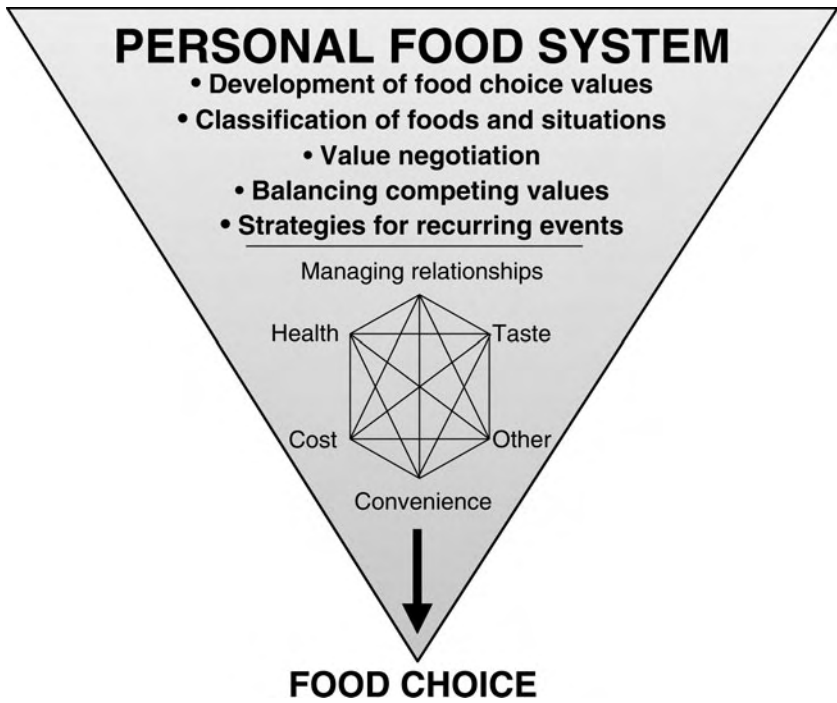 PERSONAL FOOD SYSTEM
• Development of food choice values
• Classification of foods and situations
• Value negotiation
• Balancing competing values
• Strategies for recurring events
Managing relationships
Health Taste
Cost Other
Convenience
FOOD CHOICE